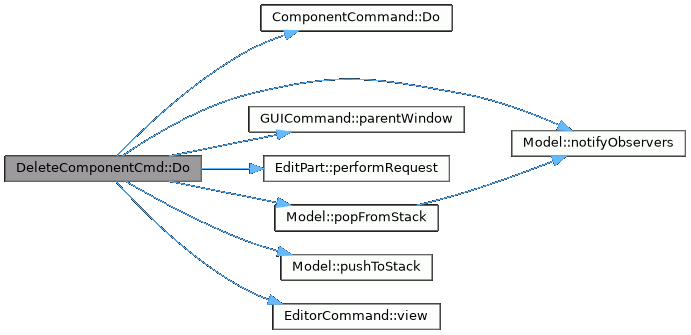 ComponentCommand::Do
GUICommand::parentWindow
Model::notifyObservers
DeleteComponentCmd::Do
EditPart::performRequest
Model::popFromStack
Model::pushToStack
EditorCommand::view